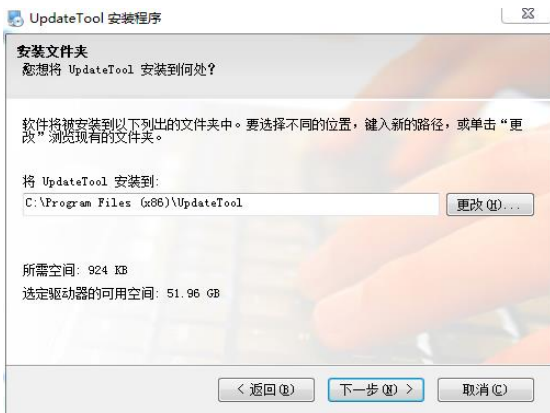 UpdateTool 安装程序
安装文件夹
您想将 UpdateTool 安装到何处?
软件将被安装到以下列出的文件夹中。要选择不同的位置，键入新的路径，或单击“更
改”浏览现有的文件夹。
将 UpdateTool 安装到:
C:\Program Files (x86)\UpdateTool
更改(H)...
所需空间: 924 KB
选定驱动器的可用空间: 51.96 GB
< 返回(B)
下一步(N) >
取消(C)